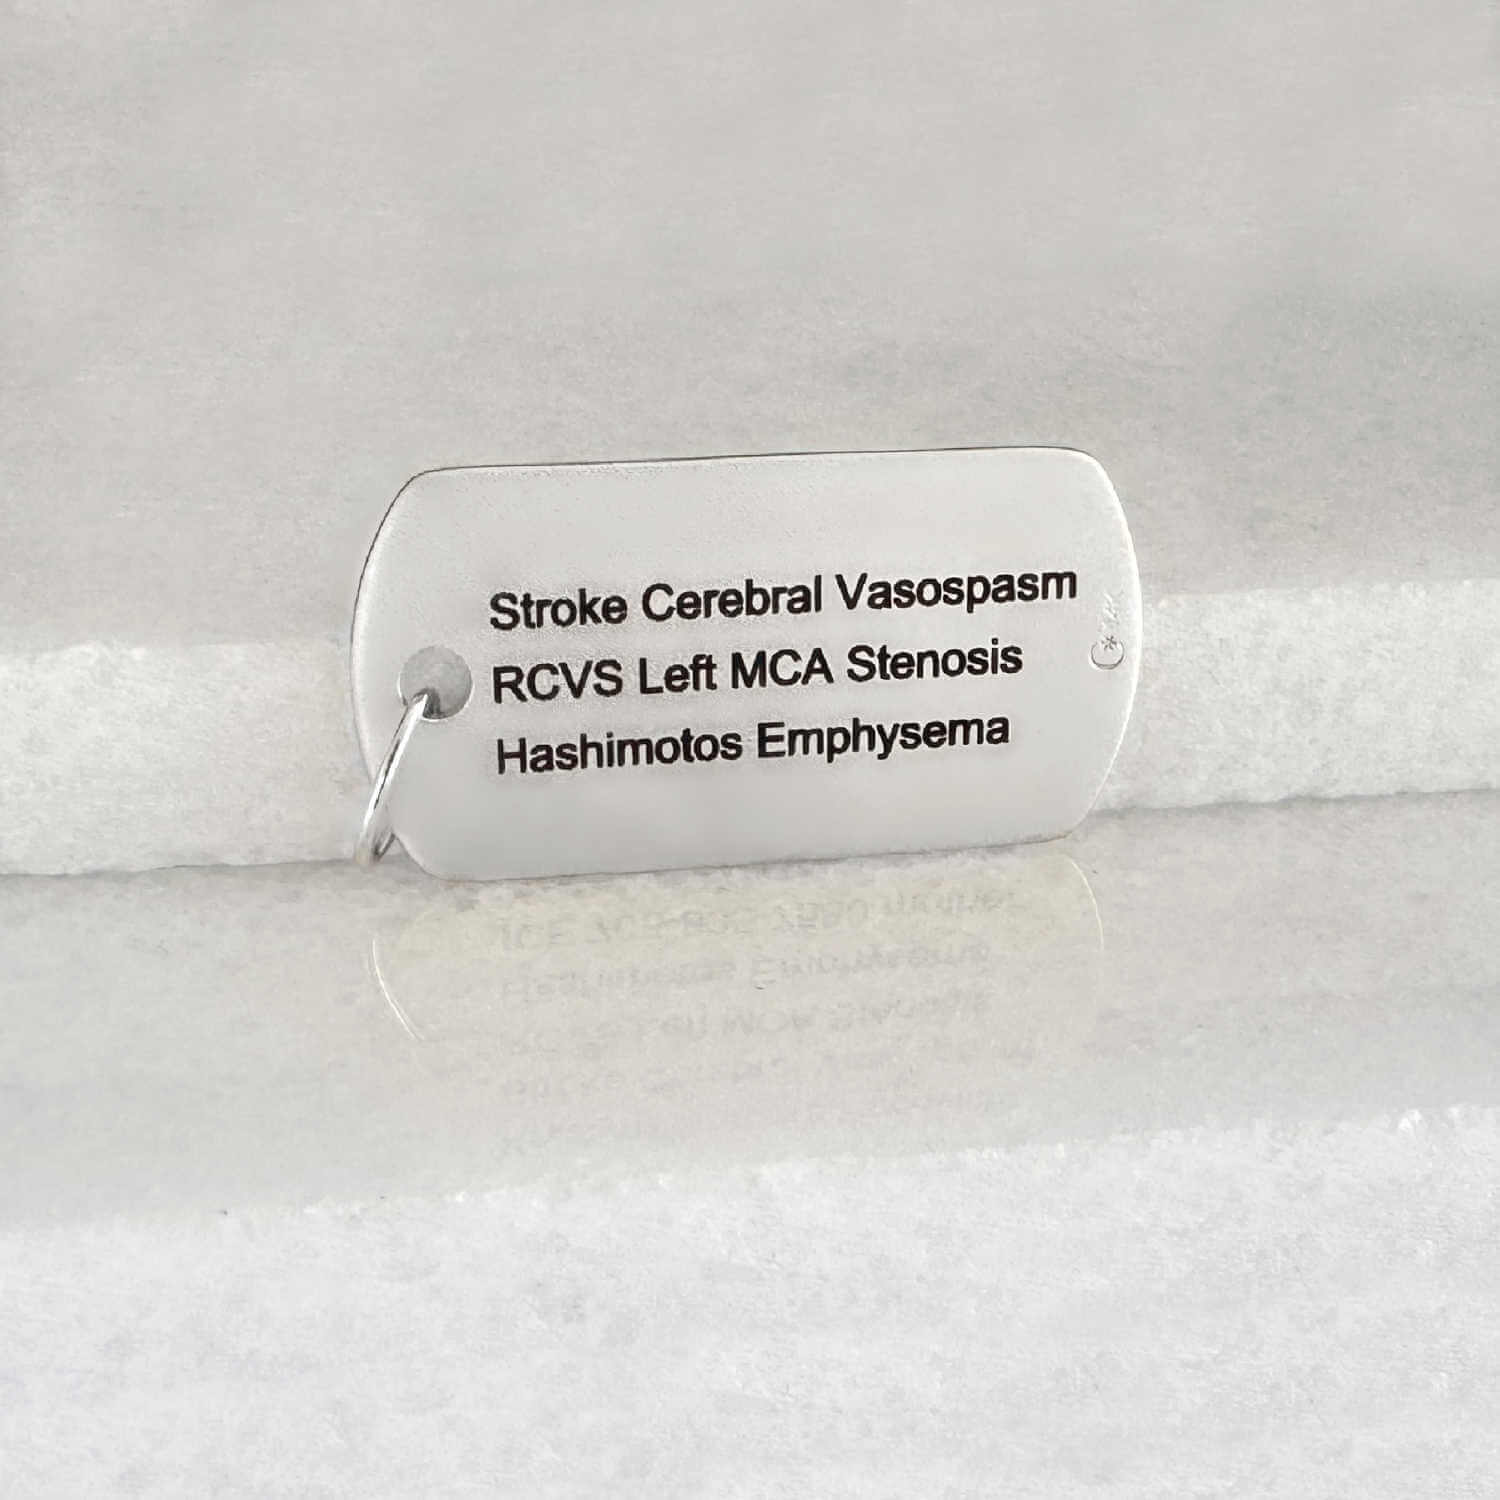 Stroke Cerebral Vasospasm
RCVS Left MCA Stenosis
Hashimotos Emphysema